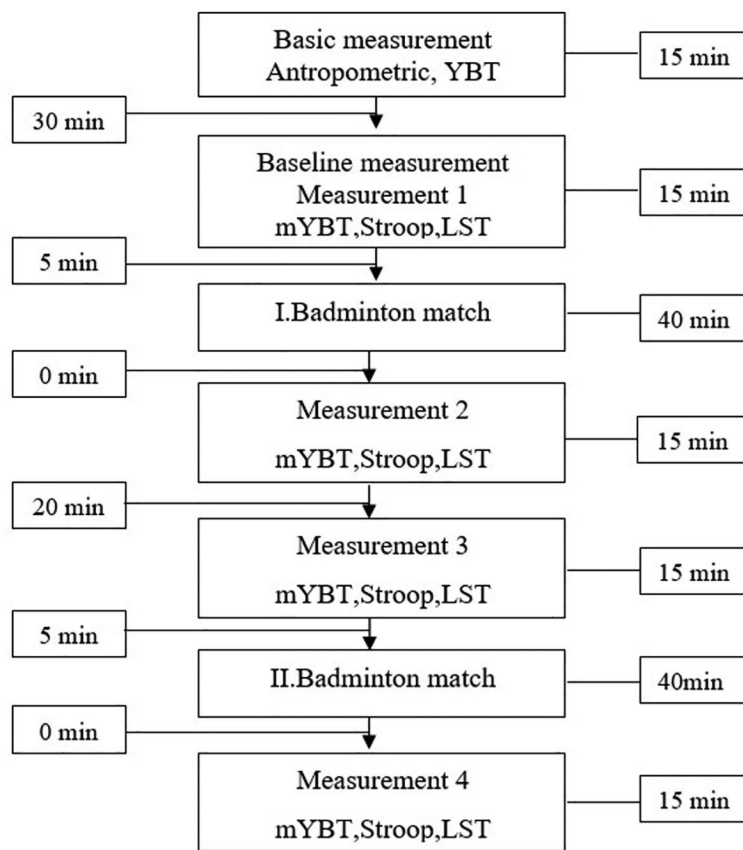 Basic measurement
Antropometric, YBT
15 min
30 min
Baseline measurement
Measurement 1
mYBT,Stroop,LST
15 min
5 min
I.Badminton match
40 min
0 min
Measurement 2
mYBT,Stroop,LST
15 min
20 min
Measurement 3
mYBT,Stroop,LST
15 min
5 min
II.Badminton match
40min
0 min
Measurement 4
mYBT,Stroop,LST
15 min